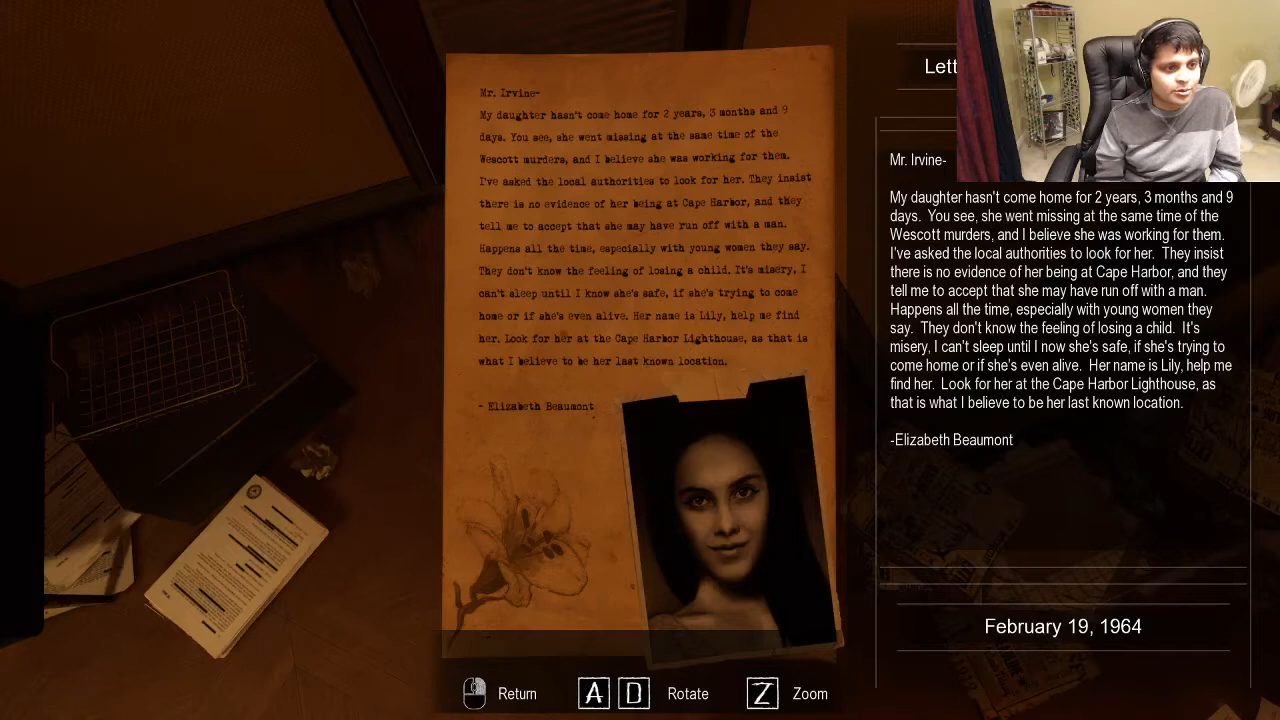 Mr. Irvine-
My daughter hasn't come home for 2 years, 3 months and 9
days. You see, she went missing at the same time of the
Wescott murders, and I believe she was working for them.
I've asked the local authorities to look for her. They insist
there is no evidence of her being at Cape Harbor, and they
tell me to accept that she may have run off with a man.
Happens all the time, especially with young women they say.
They don't know the feeling of losing a child. It's misery, I
can't sleep until I know she's safe, if she's trying to come
home or if she's even alive. Her name is Lily, help me find
her. Look for her at the Cape Harbor Lighthouse, as that is
what I believe to be her last known location.
- Elizabeth Beaumont
Lett
Mr. Irvine-
My daughter hasn't come home for 2 years, 3 months and 9
days. You see, she went missing at the same time of the
Wescott murders, and I believe she was working for them.
I've asked the local authorities to look for her. They insist
there is no evidence of her being at Cape Harbor, and they
tell me to accept that she may have run off with a man.
Happens all the time, especially with young women they
say. They don't know the feeling of losing a child. It's
misery, I can't sleep until I now she's safe, if she's trying to
come home or if she's even alive. Her name is Lily, help me
find her. Look for her at the Cape Harbor Lighthouse, as
that is what I believe to be her last known location.
-Elizabeth Beaumont
February 19, 1964
Return
A D Rotate
Z Zoom